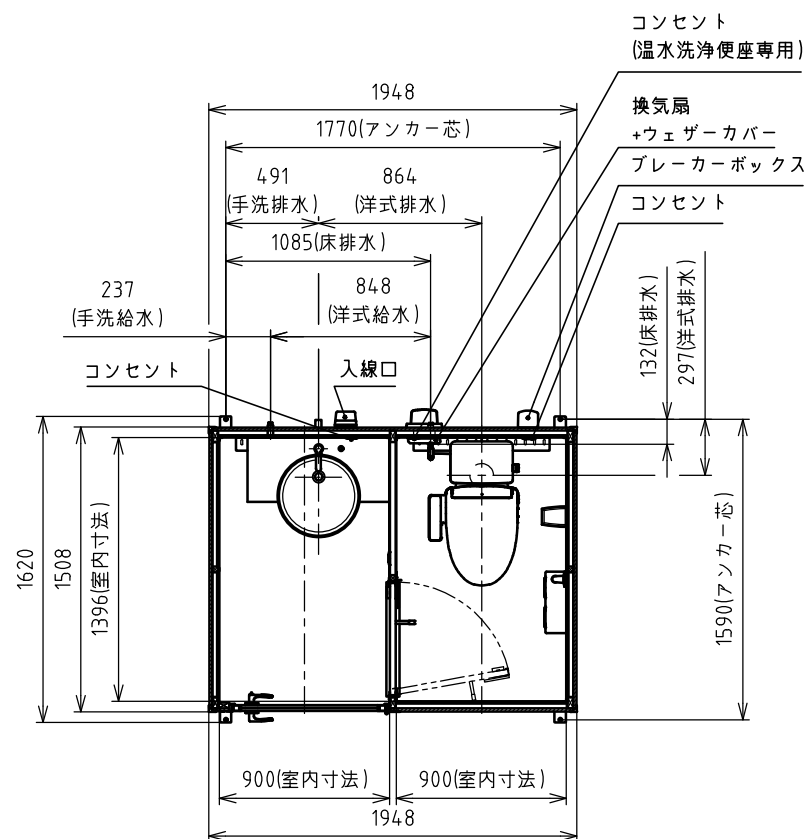 コンセント
(温水洗浄便座専用)
換気扇
+ウェザーカバー
ブレーカーボックス
コンセント
1948
1770(アンカー芯)
491
(手洗排水)
864
(洋式排水)
1085(床排水)
237
(手洗給水)
848
(洋式給水)
132(床排水)
297(洋式排水)
コンセント
入線口
1620
1508
1396(室内寸法)
1590(アンカー芯)
900(室内寸法)
900(室内寸法)
1948